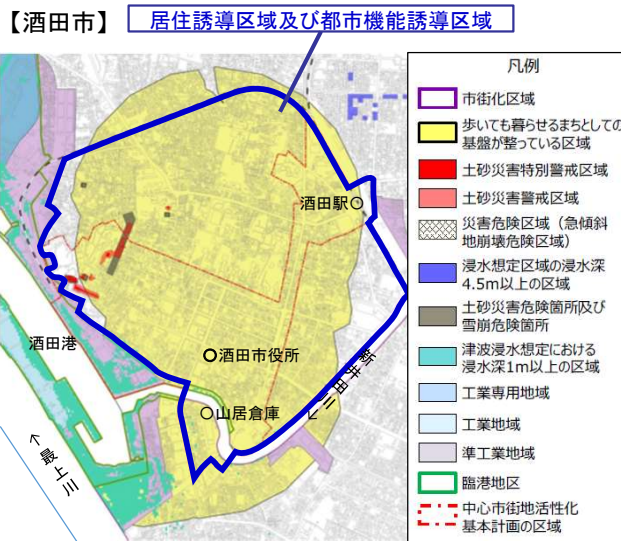 【酒田市】
居住誘導区域及び都市機能誘導区域
酒田駅
酒田港
酒田市役所
山居倉庫
新井田川→
↑最上川
凡例
市街化区域
歩いても暮らせるまちとしての
基盤が整っている区域
土砂災害特別警戒区域
土砂災害警戒区域
災害危険区域（急傾斜
地崩壊危険区域）
浸水想定区域の浸水深
4.5m以上の区域
土砂災害危険箇所及び
雪崩危険箇所
津波浸水想定における
浸水深1m以上の区域
工業専用地域
工業地域
準工業地域
臨港地区
中心市街地活性化
基本計画の区域